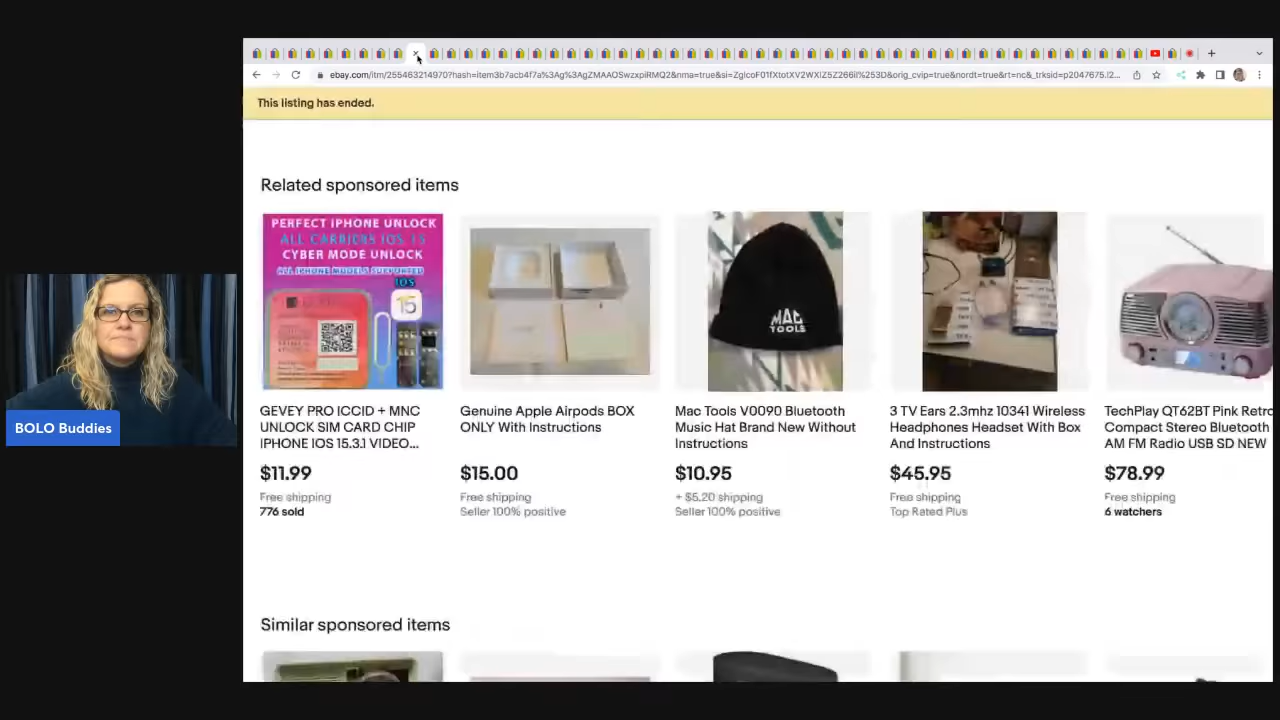 ebay.com/itm/255463214970?hash=item3b7acb4f7a%3Ag%3AgZMAAOSwzxpiRMQ2&nma=true&si=ZglcoF01fXtotXV2WXIZ5Z266iI%253D&orig_cvip=true&nordt=true&rt=nc&_trksid=p2047675.l2...
This listing has ended.
Related sponsored items
PERFECT IPHONE UNLOCK
ALL CARRIERS IOS 15
CYBER MODE UNLOCK
ALL IPHONE MODELS SUPPORTED
IOS
15
MAC
TOOLS
GEVEY PRO ICCID + MNC
UNLOCK SIM CARD CHIP
IPHONE IOS 15.3.1 VIDEO...
$11.99
Free shipping
776 sold
Genuine Apple Airpods BOX
ONLY With Instructions
$15.00
Free shipping
Seller 100% positive
Mac Tools V0090 Bluetooth
Music Hat Brand New Without
Instructions
$10.95
+ $5.20 shipping
Seller 100% positive
3 TV Ears 2.3mhz 10341 Wireless
Headphones Headset With Box
And Instructions
$45.95
Free shipping
Top Rated Plus
TechPlay QT62BT Pink Retro
Compact Stereo Bluetooth
AM FM Radio USB SD NEW
$78.99
Free shipping
6 watchers
BOLO Buddies
Similar sponsored items